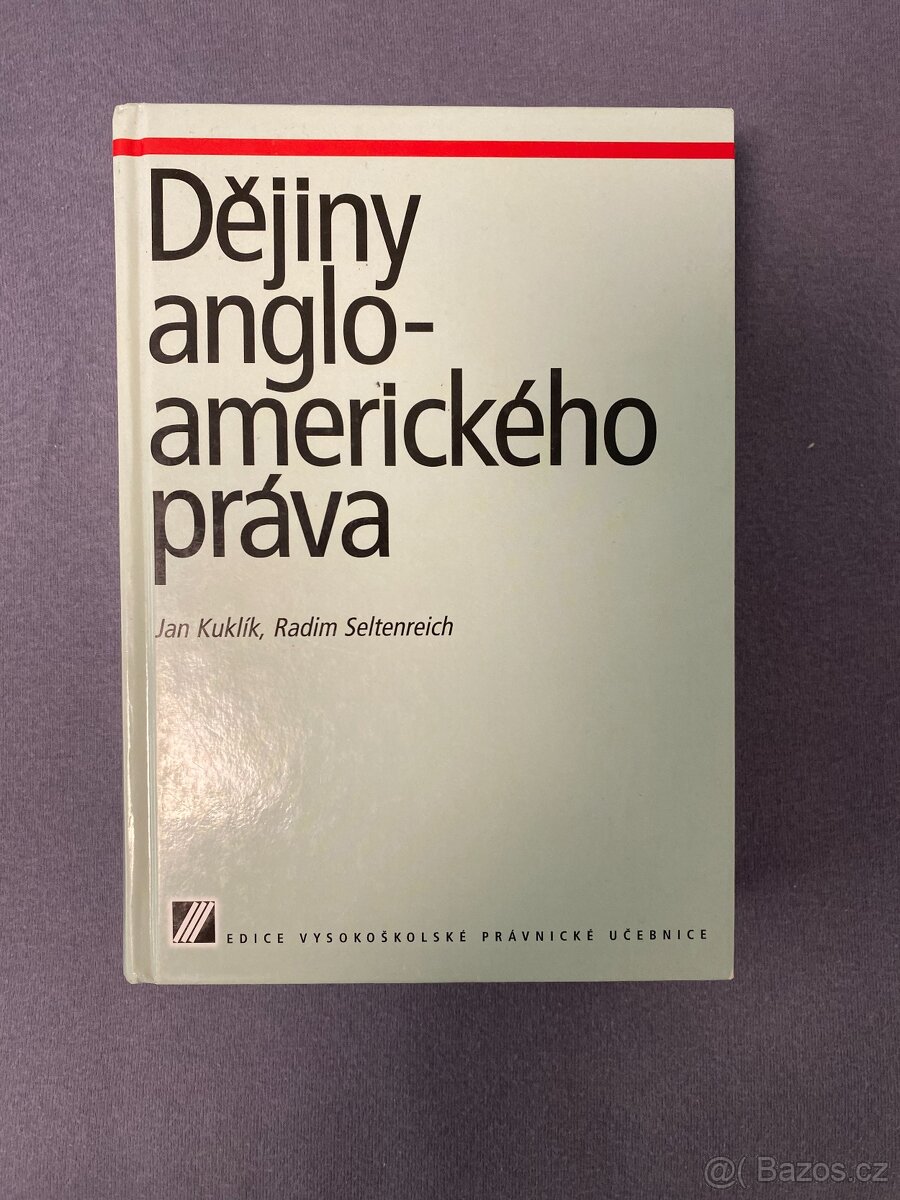 Dějiny
anglo-
amerického
práva
Jan Kuklík, Radim Seltenreich
EDICE VYSOKOŠKOLSKÉ PRÁVNICKÉ UČEBNICE
@( Bazos.cz